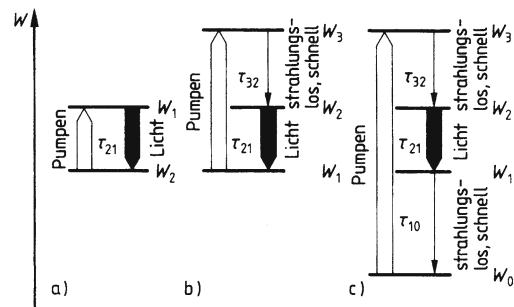 W
Pumpen
τ21
Licht
W1
W2
a)
Pumpen
τ32
strahlungs-
los, schnell
τ21
Licht
W3
W2
W1
b)
Pumpen
τ32
strahlungs-
los, schnell
τ21
Licht
τ10
strahlungs-
los, schnell
W3
W2
W1
W0
c)